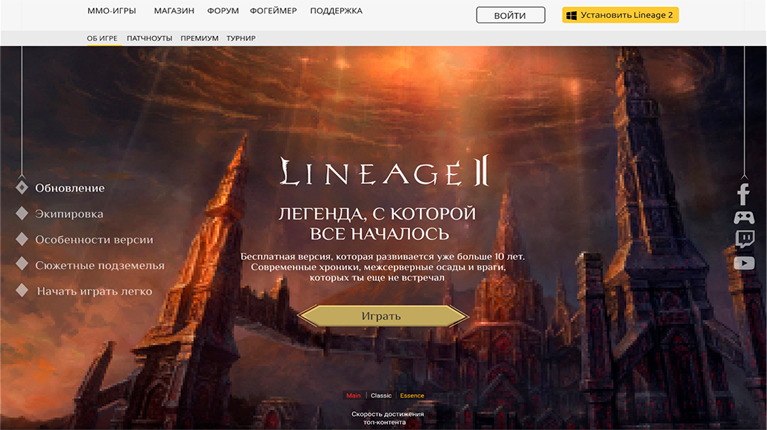 ММО-ИГРЫ МАГАЗИН ФОРУМ ФОГЕЙМЕР ПОДДЕРЖКА ВОЙТИ Установить Lineage 2
ОБ ИГРЕ ПАТЧНОУТЫ ПРЕМИУМ ТУРНИР
LINEAGE II
ЛЕГЕНДА, С КОТОРОЙ
ВСЕ НАЧАЛОСЬ
Бесплатная версия, которая развивается уже больше 10 лет.
Современные хроники, межсерверные осады и враги,
которых ты еще не встречал
Играть
Обновление
Экипировка
Особенности версии
Сюжетные подземелья
Начать играть легко
Main | Classic | Essence
Скорость достижения
топ-контента